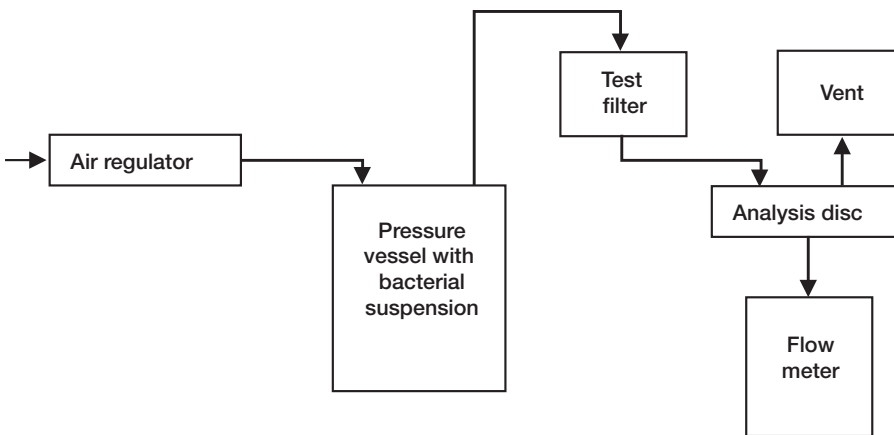 Air regulator
Pressure
vessel with
bacterial
suspension
Test
filter
Vent
Analysis disc
Flow
meter